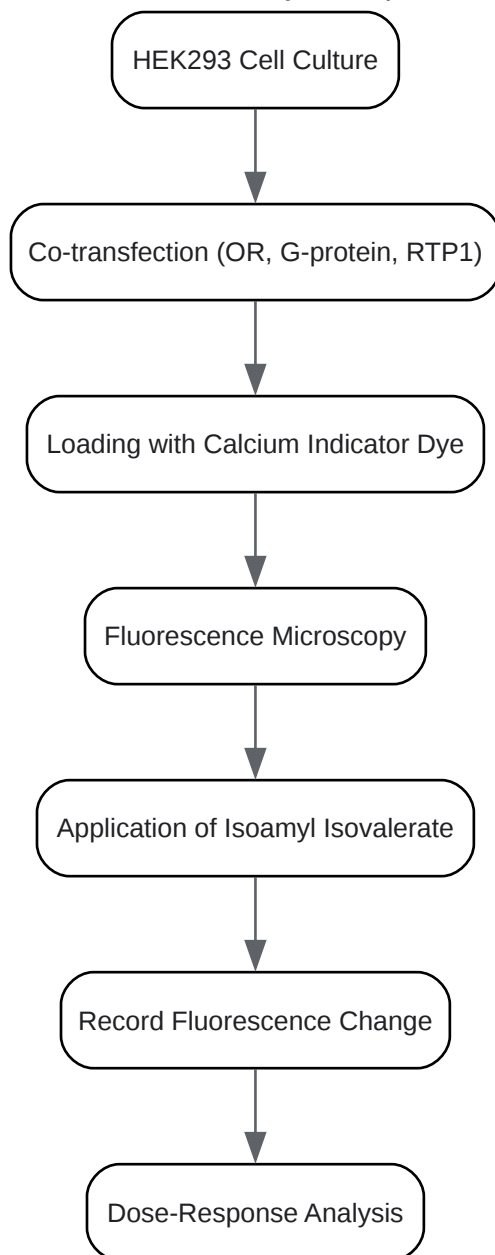 HEK293 Cell Culture
Co-transfection (OR, G-protein, RTP1)
Loading with Calcium Indicator Dye
Fluorescence Microscopy
Application of Isoamyl Isovalerate
Record Fluorescence Change
Dose-Response Analysis